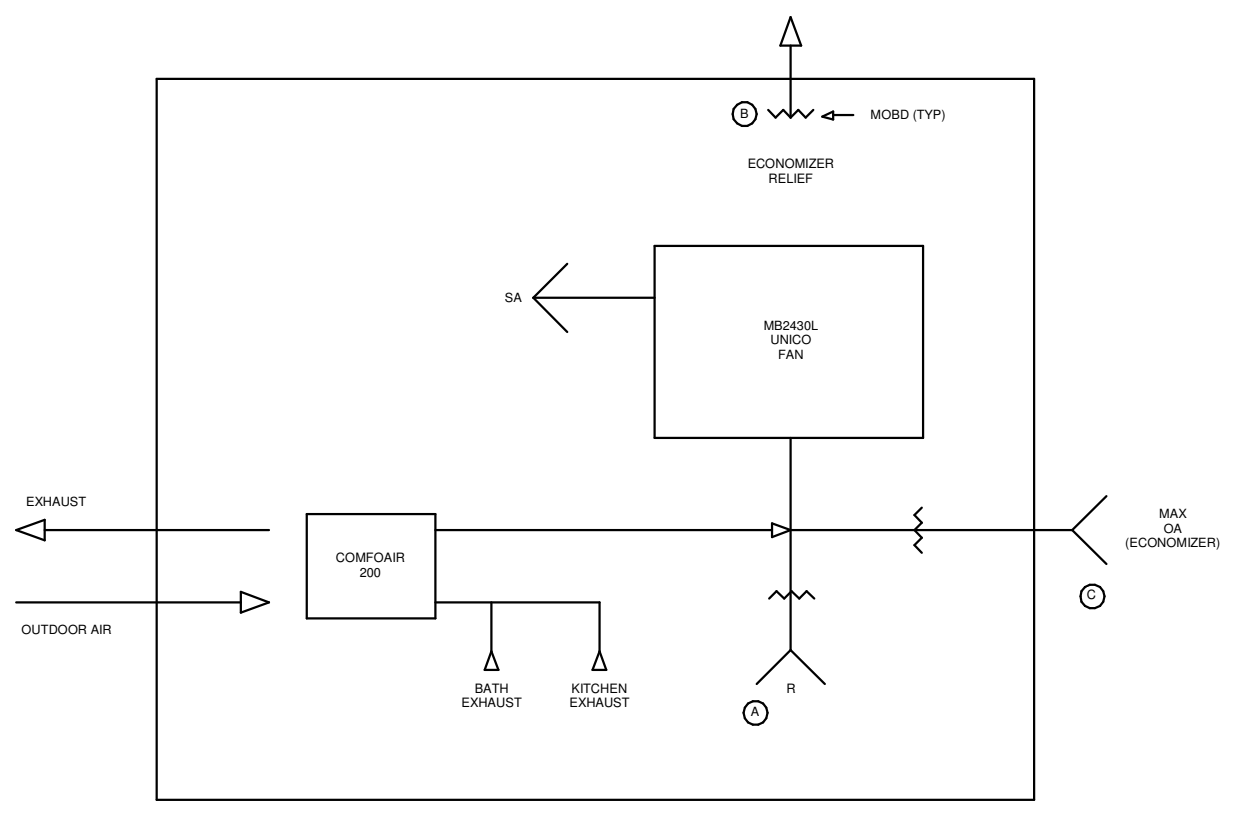 B
MOBD (TYP)
ECONOMIZER
RELIEF
SA
MB2430L
UNICO
FAN
EXHAUST
COMFOAIR
200
MAX
OA
(ECONOMIZER)
C
OUTDOOR AIR
BATH
EXHAUST
KITCHEN
EXHAUST
R
A